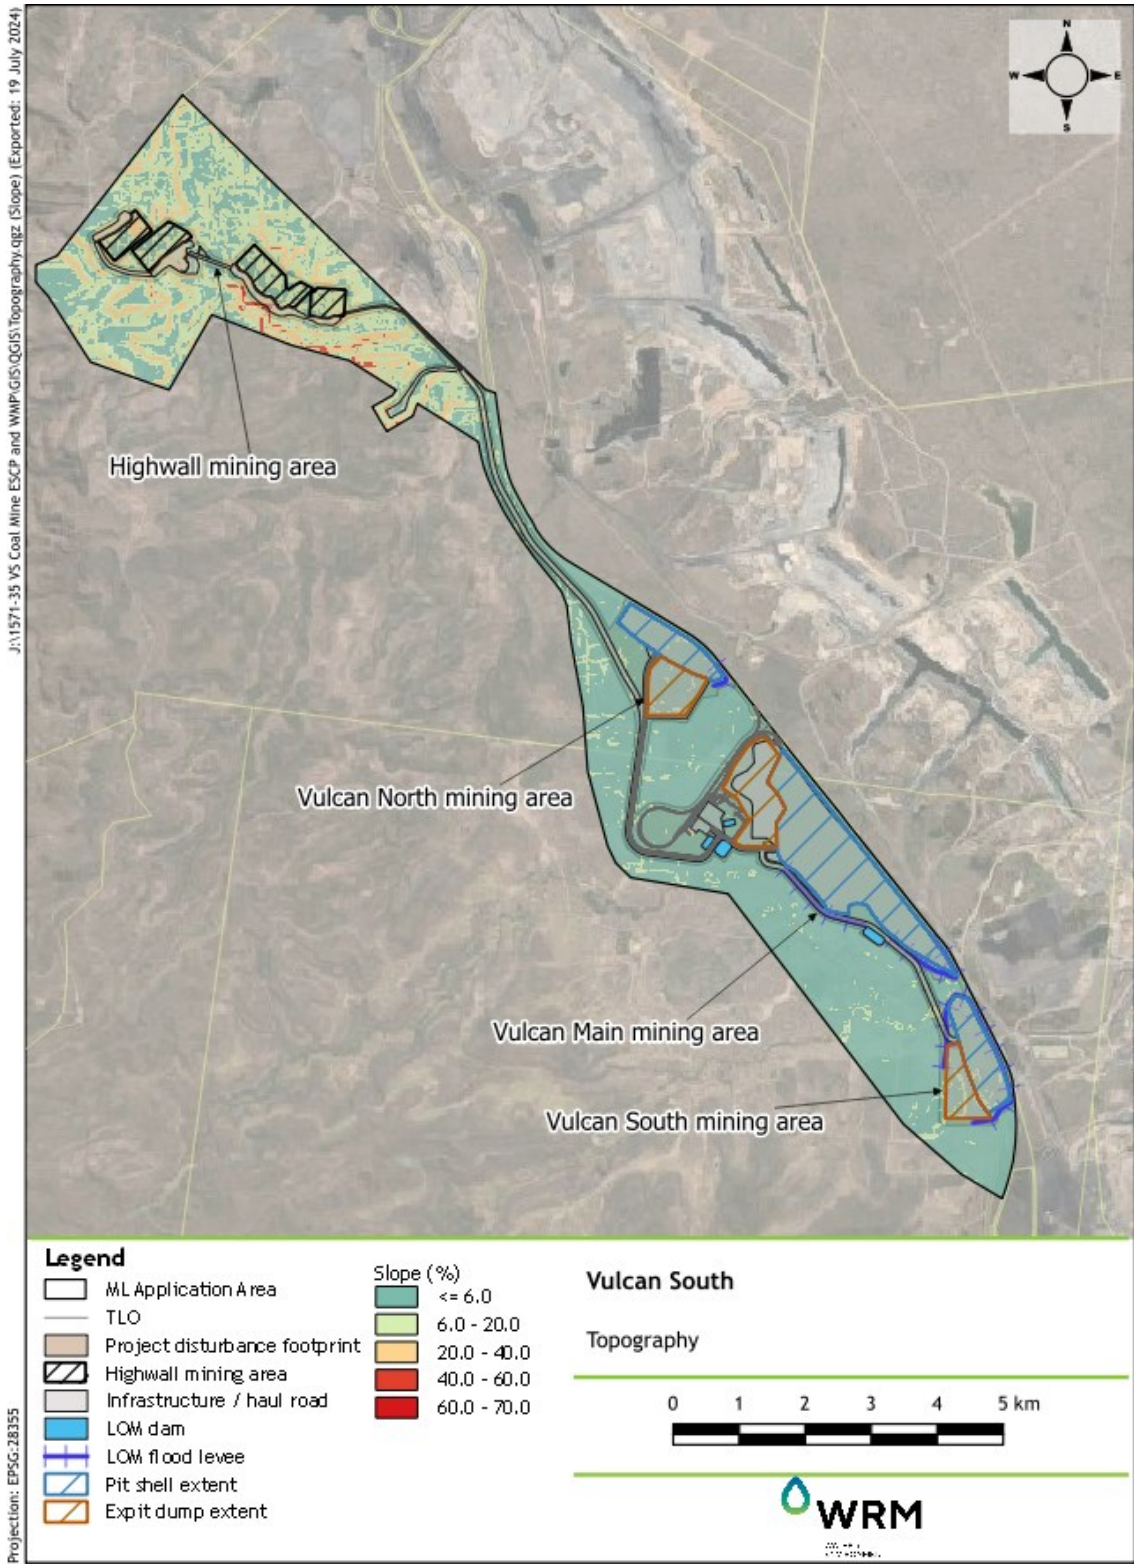 J:\1571-35 VS Coal Mine ESCP and WMP\GIS\QGIS\Topography.qgz (Slope) (Exported: 19 July 2024)
Projection: EPSG:28355
N
W
E
S
Highwall mining area
Vulcan North mining area
Vulcan Main mining area
Vulcan South mining area
Legend
ML Application Area
TLO
Project disturbance footprint
Highwall mining area
Infrastructure / haul road
LOM dam
LOM flood levee
Pit shell extent
Expit dump extent
Slope (%)
<= 6.0
6.0 - 20.0
20.0 - 40.0
40.0 - 60.0
60.0 - 70.0
Vulcan South
Topography
0 1 2 3 4 5 km
WRM